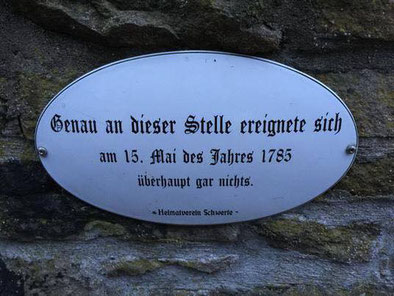 Genau an dieser Stelle ereignete sich
am 15. Mai des Jahres 1785
überhaupt gar nichts.
- Heimatverein Schwerte -